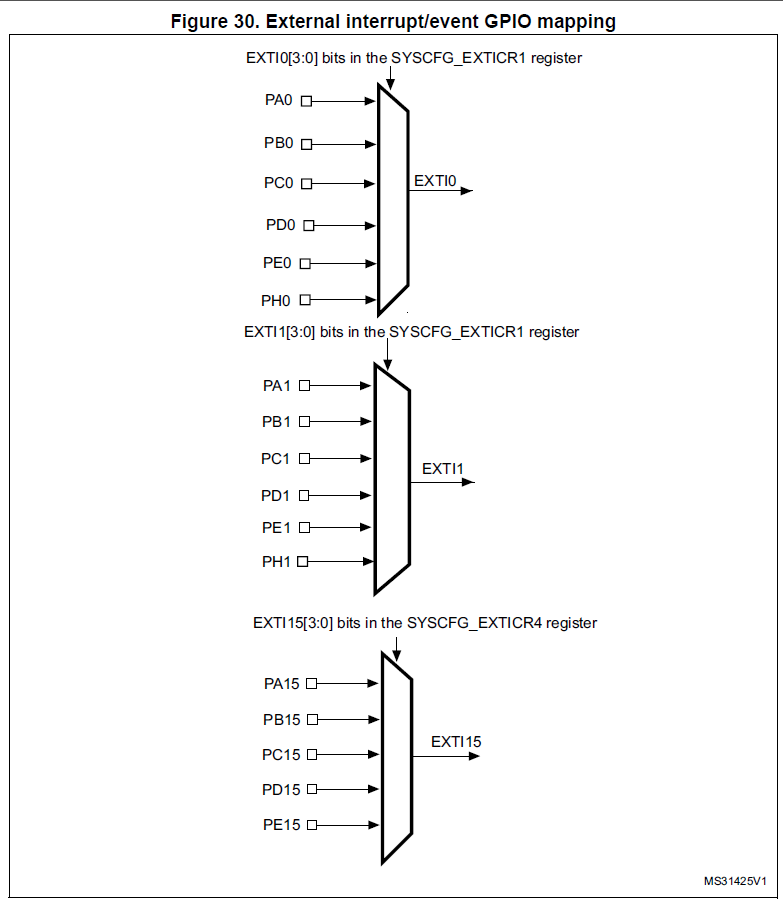 Figure 30. External interrupt/event GPIO mapping
EXTI0[3:0] bits in the SYSCFG_EXTICR1 register
PA0
PB0
PC0
EXTI0
PD0
PE0
PH0
EXTI1[3:0] bits in the SYSCFG_EXTICR1 register
PA1
PB1
PC1
EXTI1
PD1
PE1
PH1
EXTI15[3:0] bits in the SYSCFG_EXTICR4 register
PA15
PB15
EXTI15
PC15
PD15
PE15
MS31425V1